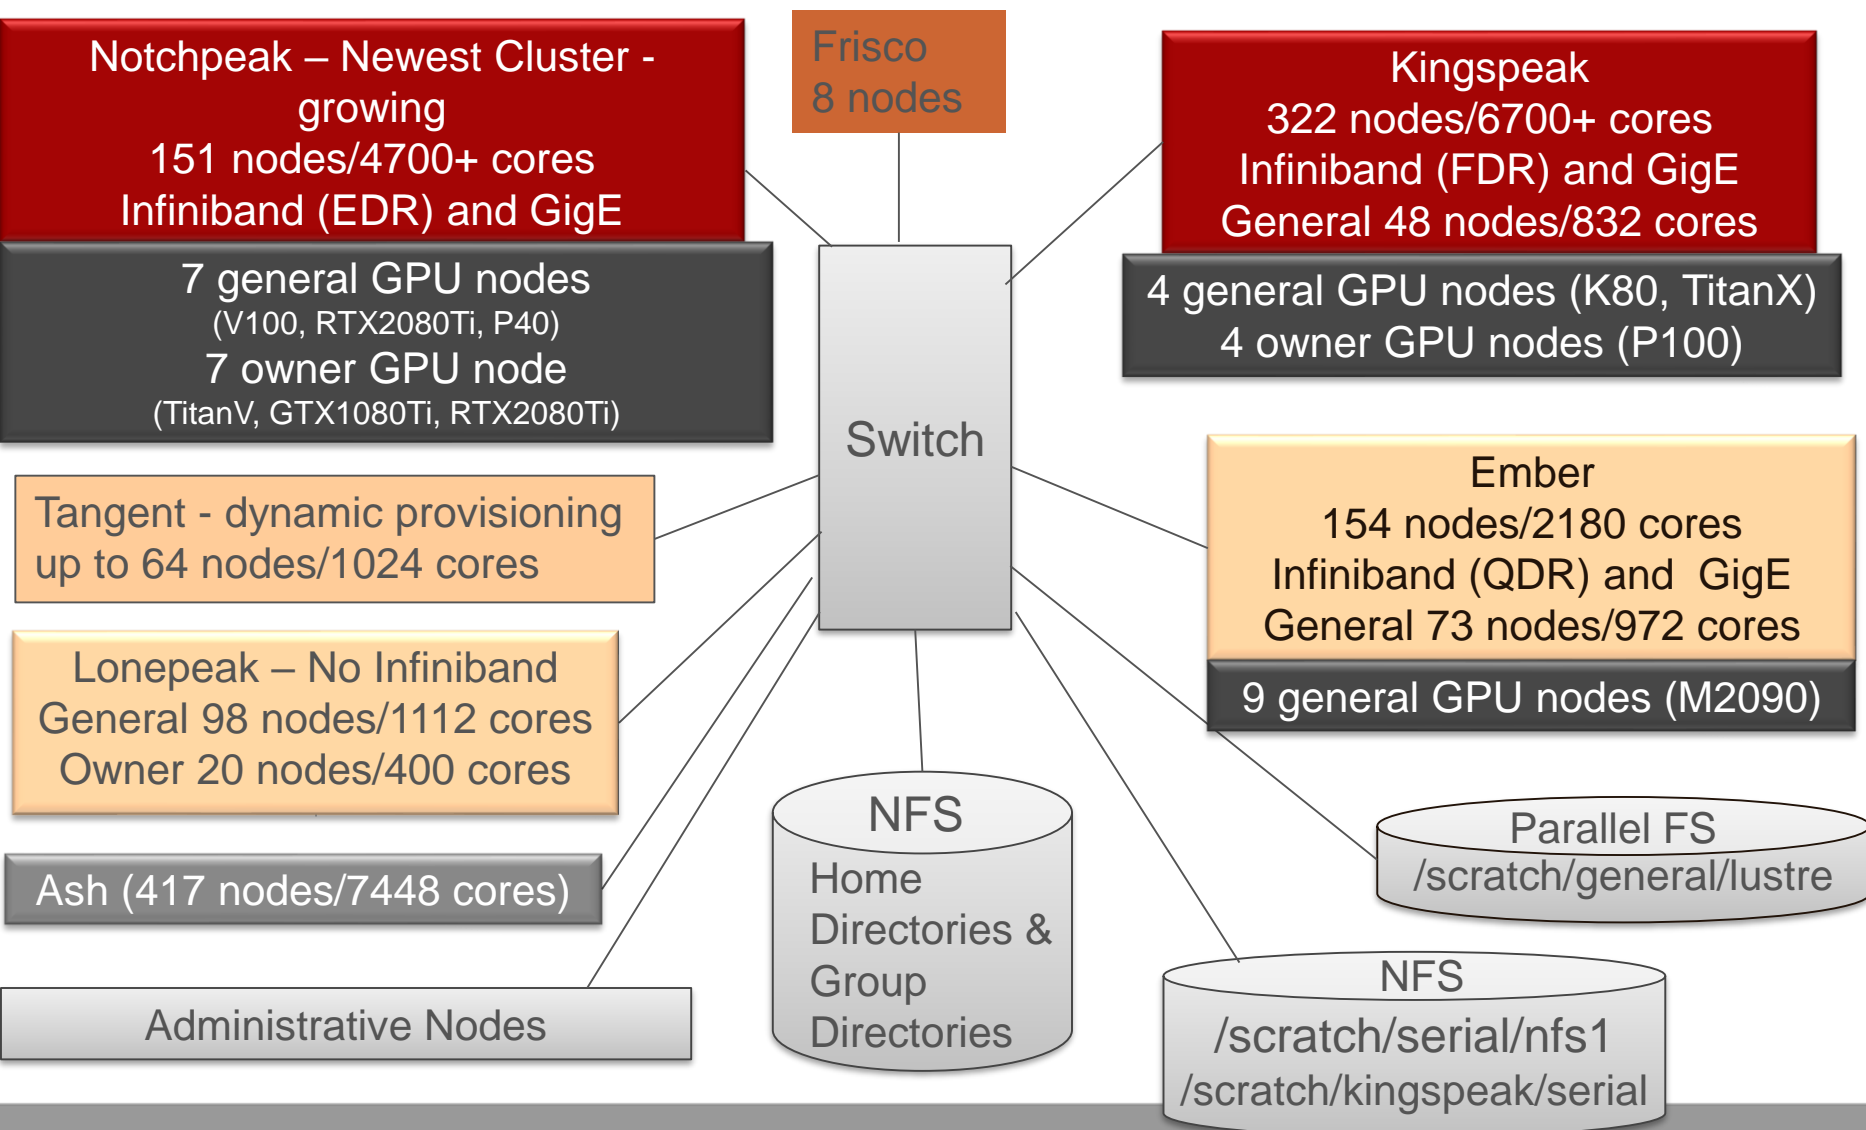 Notchpeak – Newest Cluster -
growing
151 nodes/4700+ cores
Infiniband (EDR) and GigE
7 general GPU nodes
(V100, RTX2080Ti, P40)
7 owner GPU node
(TitanV, GTX1080Ti, RTX2080Ti)
Frisco
8 nodes
Kingspeak
322 nodes/6700+ cores
Infiniband (FDR) and GigE
General 48 nodes/832 cores
4 general GPU nodes (K80, TitanX)
4 owner GPU nodes (P100)
Switch
Tangent - dynamic provisioning
up to 64 nodes/1024 cores
Ember
154 nodes/2180 cores
Infiniband (QDR) and  GigE
General 73 nodes/972 cores
9 general GPU nodes (M2090)
Lonepeak – No Infiniband
General 98 nodes/1112 cores
Owner 20 nodes/400 cores
Ash (417 nodes/7448 cores)
Administrative Nodes
NFS
Home
Directories &
Group
Directories
Parallel FS
/scratch/general/lustre
NFS
/scratch/serial/nfs1
/scratch/kingspeak/serial